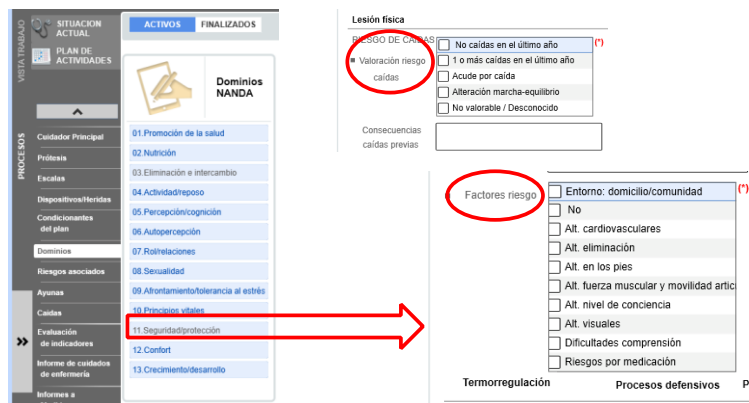 VISTA TRABAJO
SITUACION
ACTUAL
PLAN DE
ACTIVIDADES
PROCESOS
Cuidador Principal
Prótesis
Escalas
Dispositivos/Heridas
Condicionantes
del plan
Dominios
Riesgos asociados
Ayunas
Caidas
Evaluación
de indicadores
Informe de cuidados
de enfermería
Informes a
ACTIVOS FINALIZADOS
Dominios
NANDA
01.Promoción de la salud
02.Nutrición
03.Eliminación e intercambio
04.Actividad/reposo
05.Percepción/cognición
06.Autopercepción
07.Rol/relaciones
08.Sexualidad
09.Afrontamiento/tolerancia al estrés
10.Principios vitales
11.Seguridad/protección
12.Confort
13.Crecimiento/desarrollo
Lesión física
RIESGO DE CAIDAS
Valoración riesgo
caídas
No caídas en el último año (*)
1 o más caídas en el último año
Acude por caída
Alteración marcha-equilibrio
No valorable / Desconocido
Consecuencias
caídas previas
Factores riesgo
Entorno: domicilio/comunidad (*)
No
Alt. cardiovasculares
Alt. eliminación
Alt. en los pies
Alt. fuerza muscular y movilidad artic
Alt. nivel de conciencia
Alt. visuales
Dificultades comprensión
Riesgos por medicación
Termorregulación Procesos defensivos P